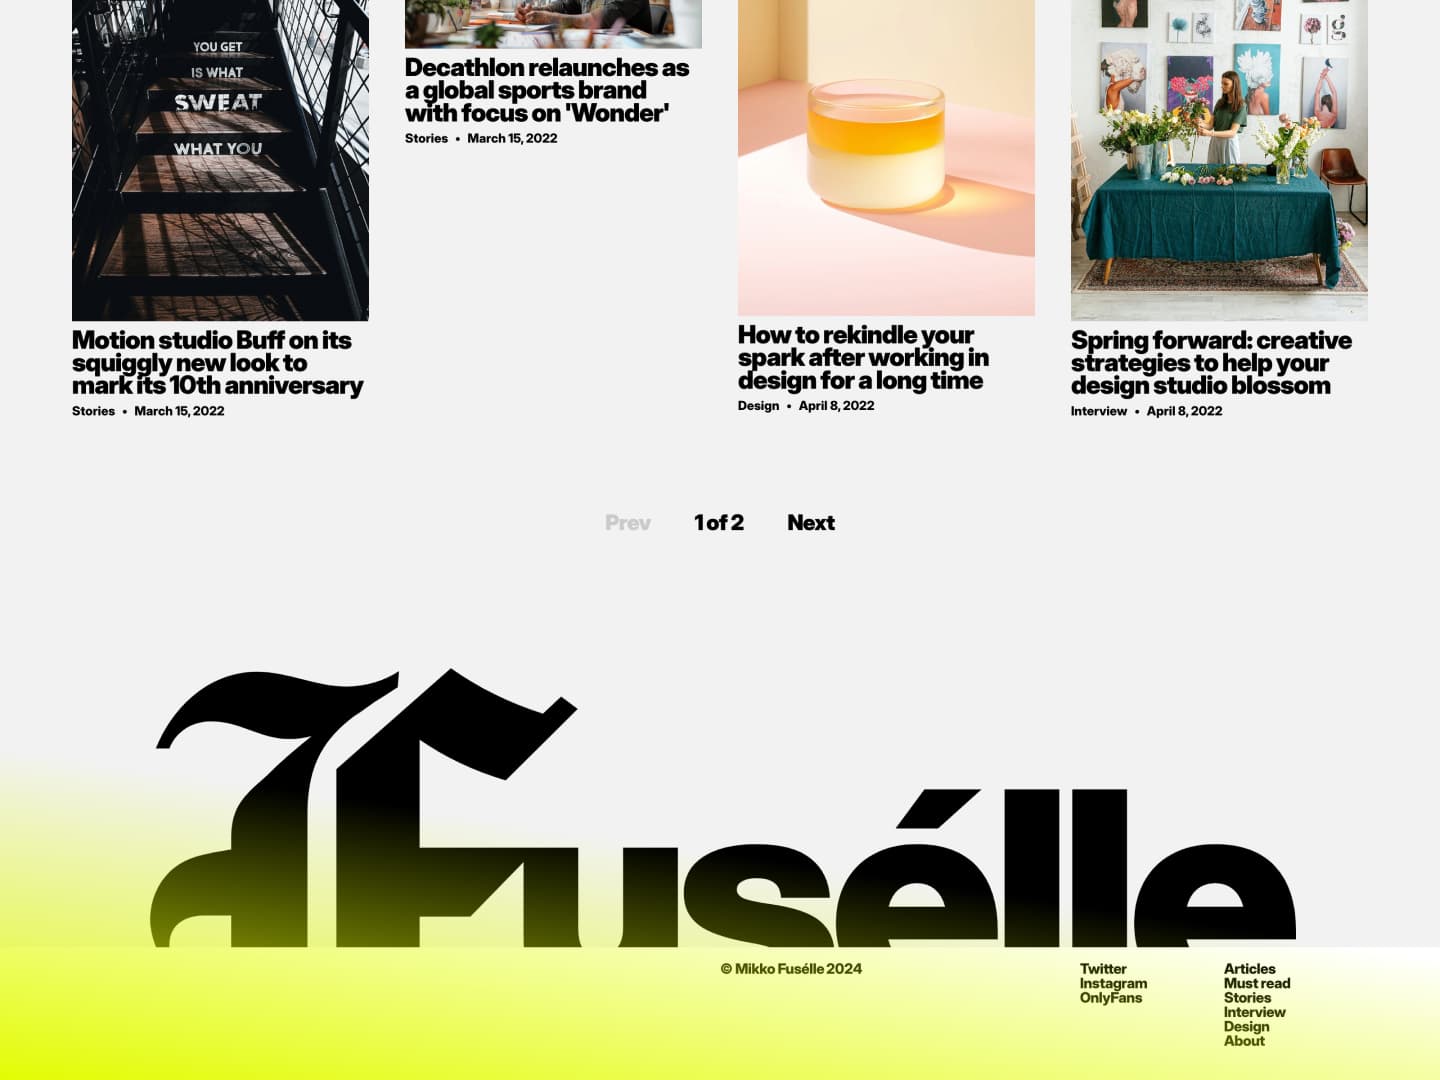 YOU GET
IS WHAT
SWEAT
WHAT YOU
Motion studio Buff on its
squiggly new look to
mark its 10th anniversary
Stories • March 15, 2022
Decathlon relaunches as
a global sports brand
with focus on 'Wonder'
Stories • March 15, 2022
How to rekindle your
spark after working in
design for a long time
Design • April 8, 2022
g
Spring forward: creative
strategies to help your
design studio blossom
Interview • April 8, 2022
Prev 1 of 2 Next
Fusélle
© Mikko Fusélle 2024
Twitter
Instagram
OnlyFans
Articles
Must read
Stories
Interview
Design
About